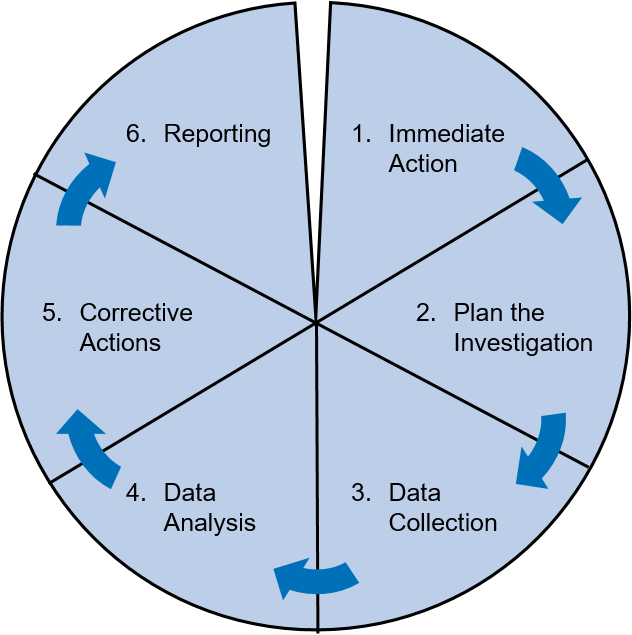 1. Immediate
Action
2. Plan the
Investigation
3. Data
Collection
4. Data
Analysis
5. Corrective
Actions
6. Reporting